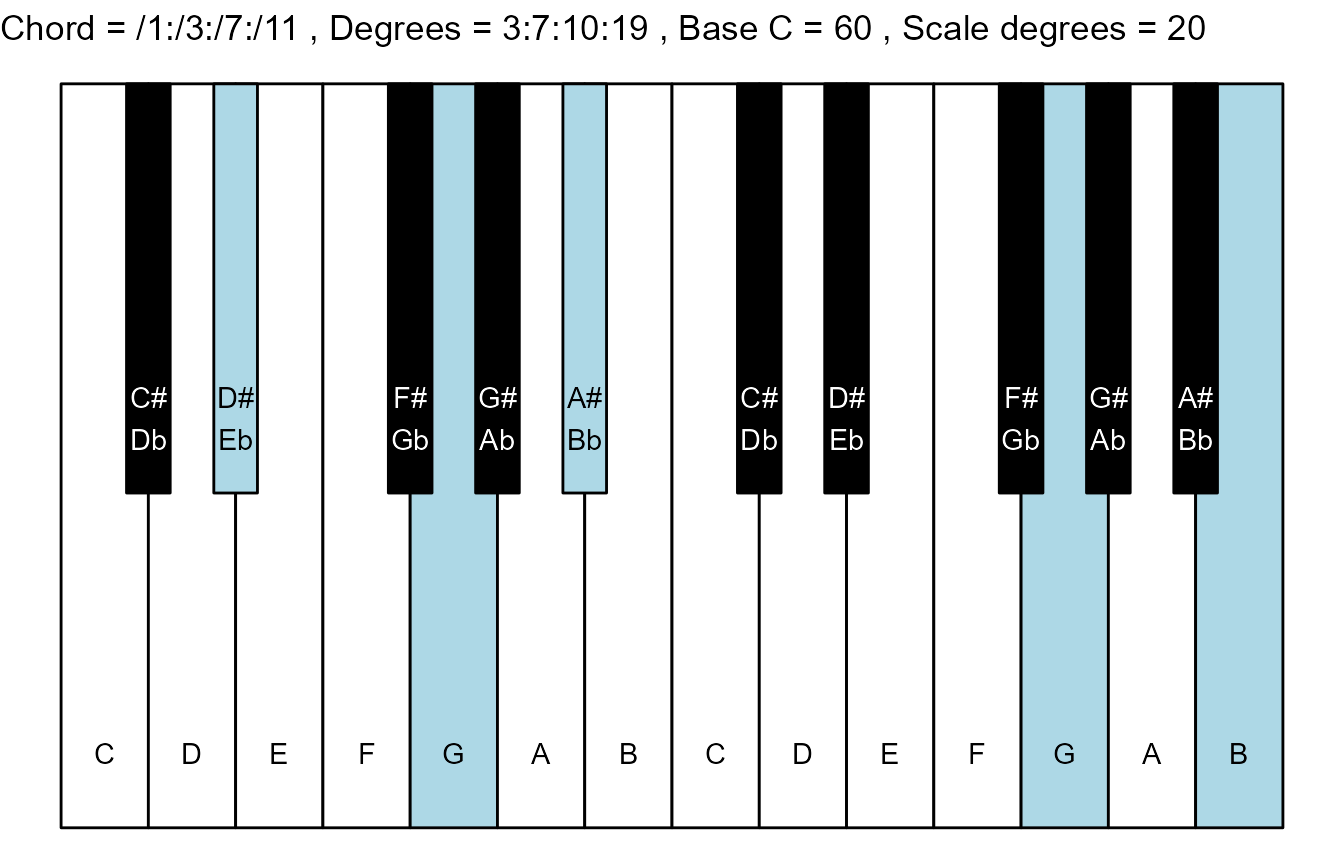 Chord = /1:/3:/7:/11 , Degrees = 3:7:10:19 , Base C = 60 , Scale degrees = 20
C# D# F# G# A# C# D# F# G# A#
Db Eb Gb Ab Bb Db Eb Gb Ab Bb
C D E F G A B C D E F G A B